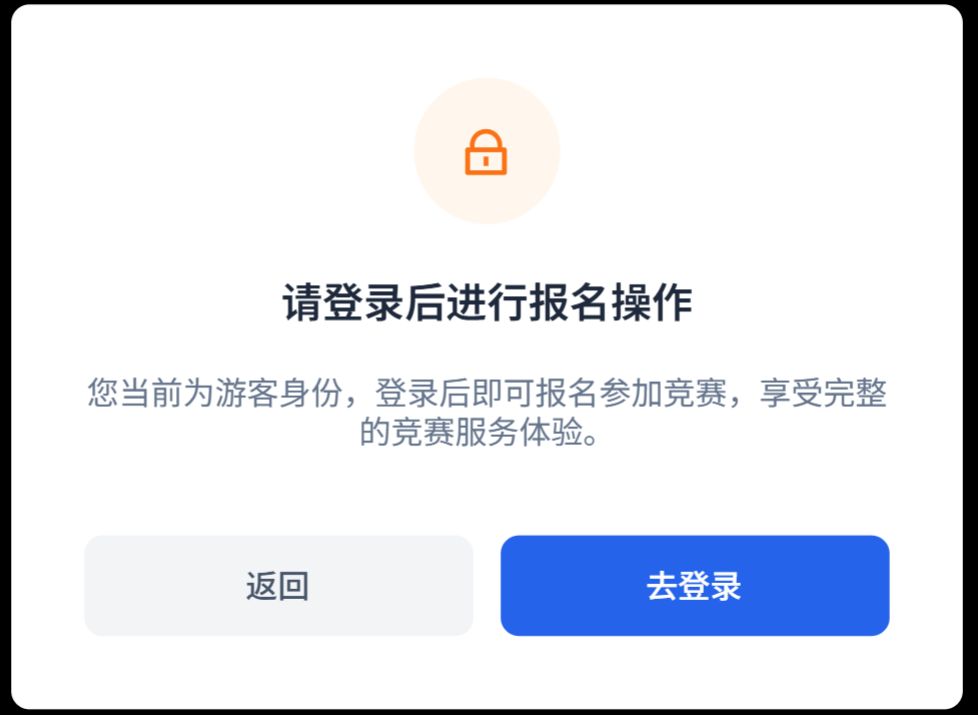 请登录后进行报名操作
您当前为游客身份，登录后即可报名参加竞赛，享受完整
的竞赛服务体验。
返回
去登录